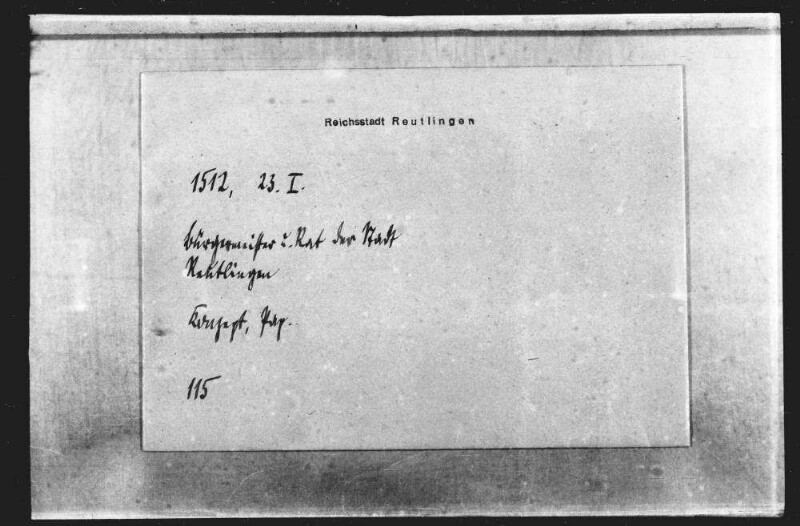 Reichsstadt Reutlingen
1512, 23. I.
Bürgermeister u. Rat der Stadt
Reutlingen
Konzept, Pap.
115